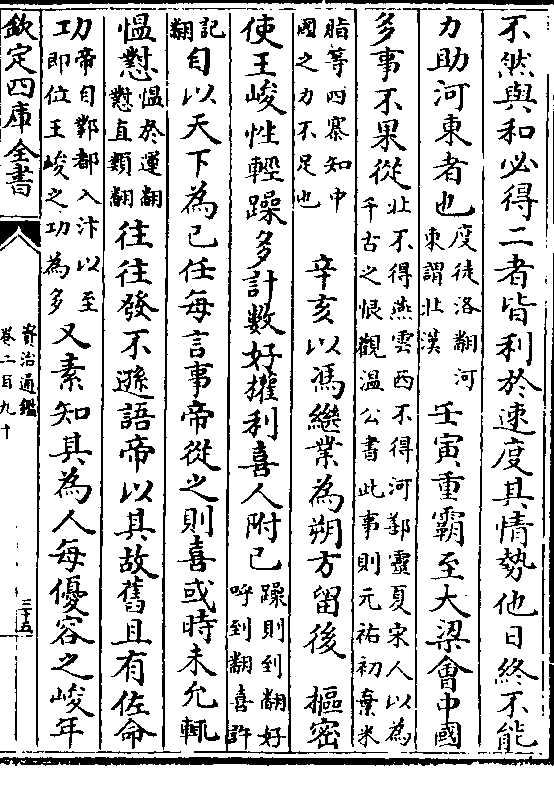 不然與和必得二者皆利於速度其情勢他日終不能
力助河東者也度徒洛翻河東謂北漢 壬寅重霸至大梁會中國
多事不果從北不得燕雲西不得河鄯靈夏宋人以為千古之恨觀溫公書此事則元祐初棄米
脂等四寨知中國之力不足也 辛亥以馮繼業為朔方留後 樞密
使王峻性輕躁多計數好權利喜人附己躁則到翻好呼到翻喜許
記翻自以天下為己任每言事帝從之則喜或時未允輒
慍懟慍於運翻懟直類翻往往發不遜語帝以其故舊且有佐命
功帝自鄴都入汴以至即位王峻之功為多又素知其為人每優容之峻年
欽定四庫全書
資治通鑑
卷二百九十
三十五